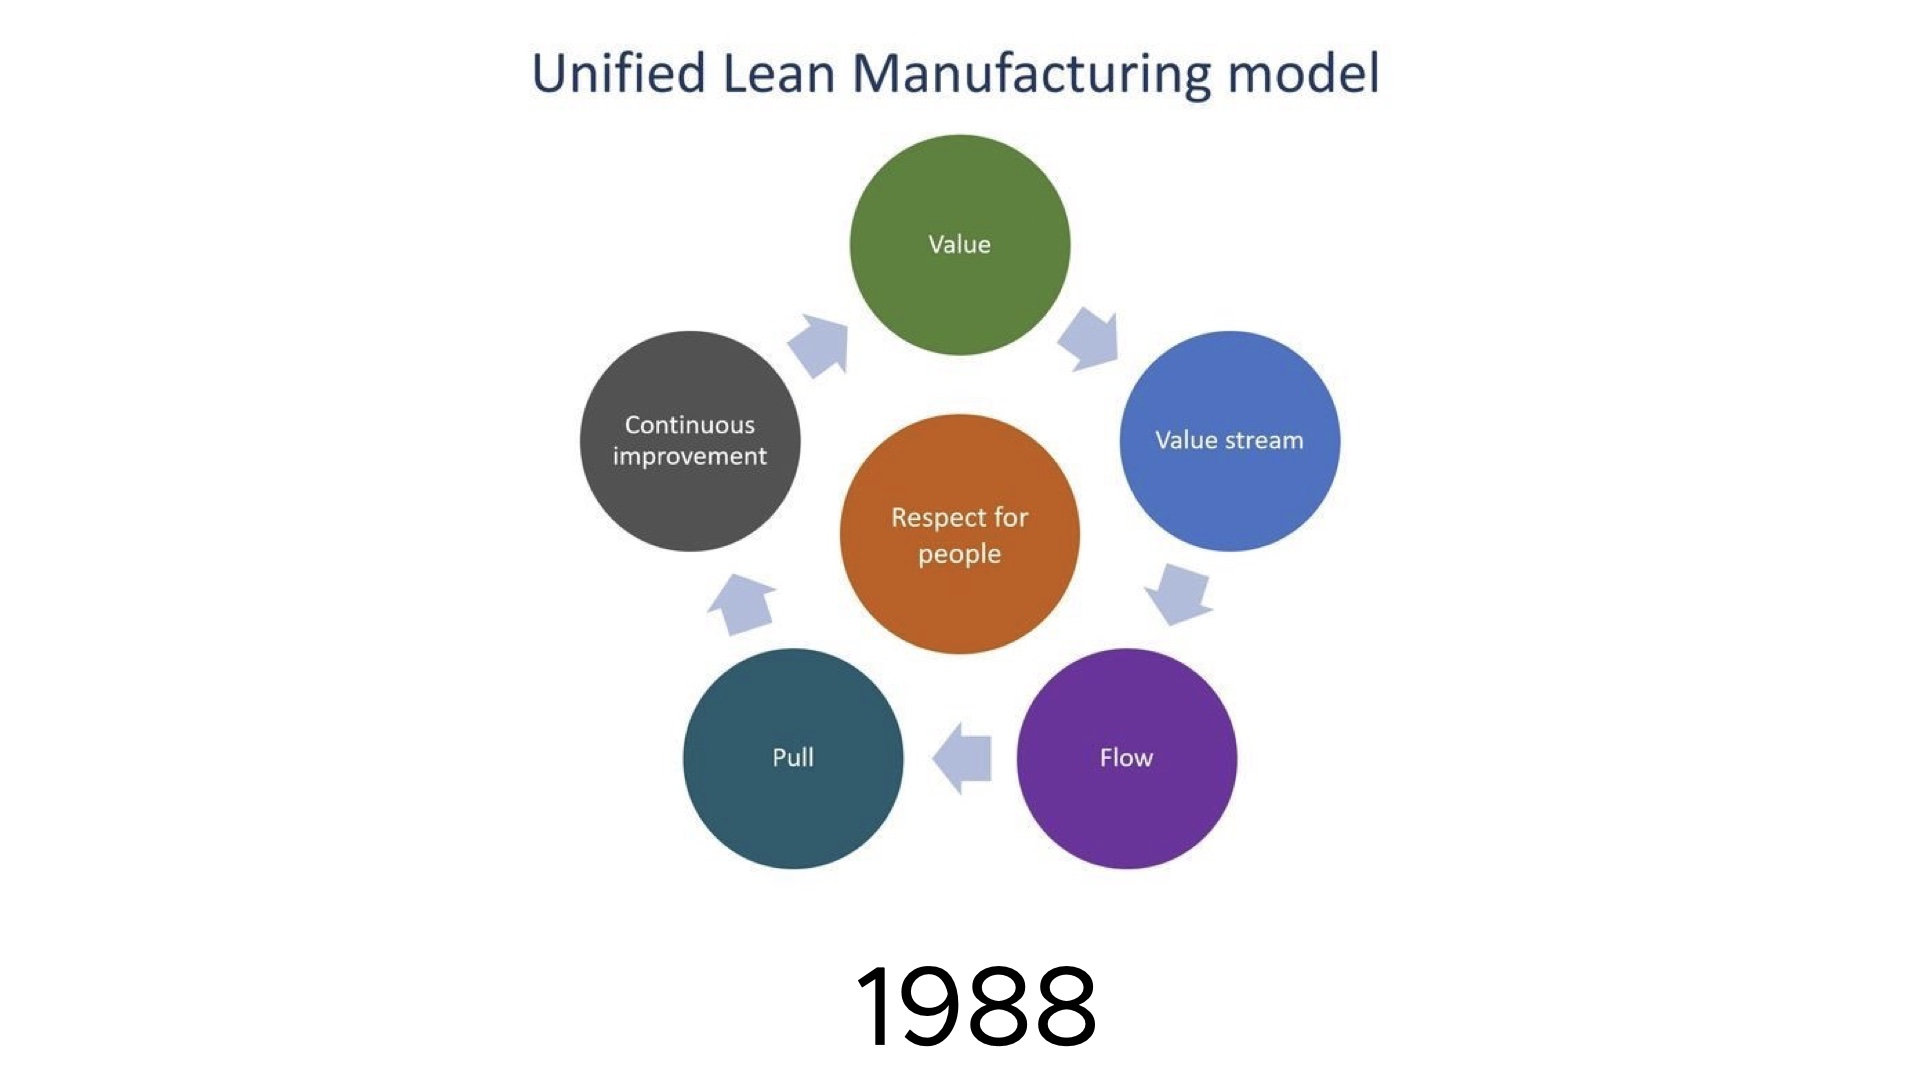 Unified Lean Manufacturing model
Value
Value stream
Flow
Pull
Continuous
improvement
Respect for
people
1988